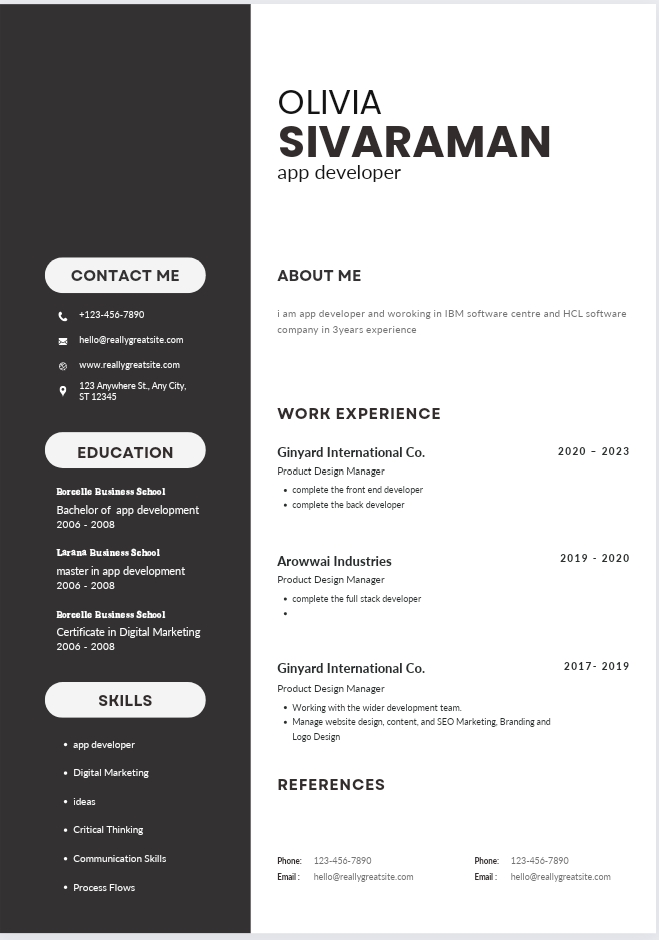 OLIVIA
SIVARAMAN
app developer
CONTACT ME
+123-456-7890
hello@reallygreatsite.com
www.reallygreatsite.com
123 Anywhere St., Any City,
ST 12345
EDUCATION
Borcelle Business School
Bachelor of app development
2006 - 2008
Larana Business School
master in app development
2006 - 2008
Borcelle Business School
Certificate in Digital Marketing
2006 - 2008
SKILLS
• app developer
• Digital Marketing
• ideas
• Critical Thinking
• Communication Skills
• Process Flows
ABOUT ME
i am app developer and woroking in IBM software centre and HCL software
company in 3years experience
WORK EXPERIENCE
Ginyard International Co. 2020 – 2023
Product Design Manager
• complete the front end developer
• complete the back developer
Arowwai Industries 2019 - 2020
Product Design Manager
• complete the full stack developer
•
Ginyard International Co. 2017- 2019
Product Design Manager
• Working with the wider development team.
• Manage website design, content, and SEO Marketing, Branding and
Logo Design
REFERENCES
Phone: 123-456-7890 Phone: 123-456-7890
Email : hello@reallygreatsite.com Email : hello@reallygreatsite.com